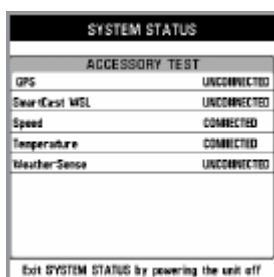 SYSTEM STATUS
ACCESSORY TEST
GPS UNCONNECTED
SmartCast WSL UNCONNECTED
Speed CONNECTED
Temperature CONNECTED
WeatherSense UNCONNECTED
Exit SYSTEM STATUS by powering the unit off